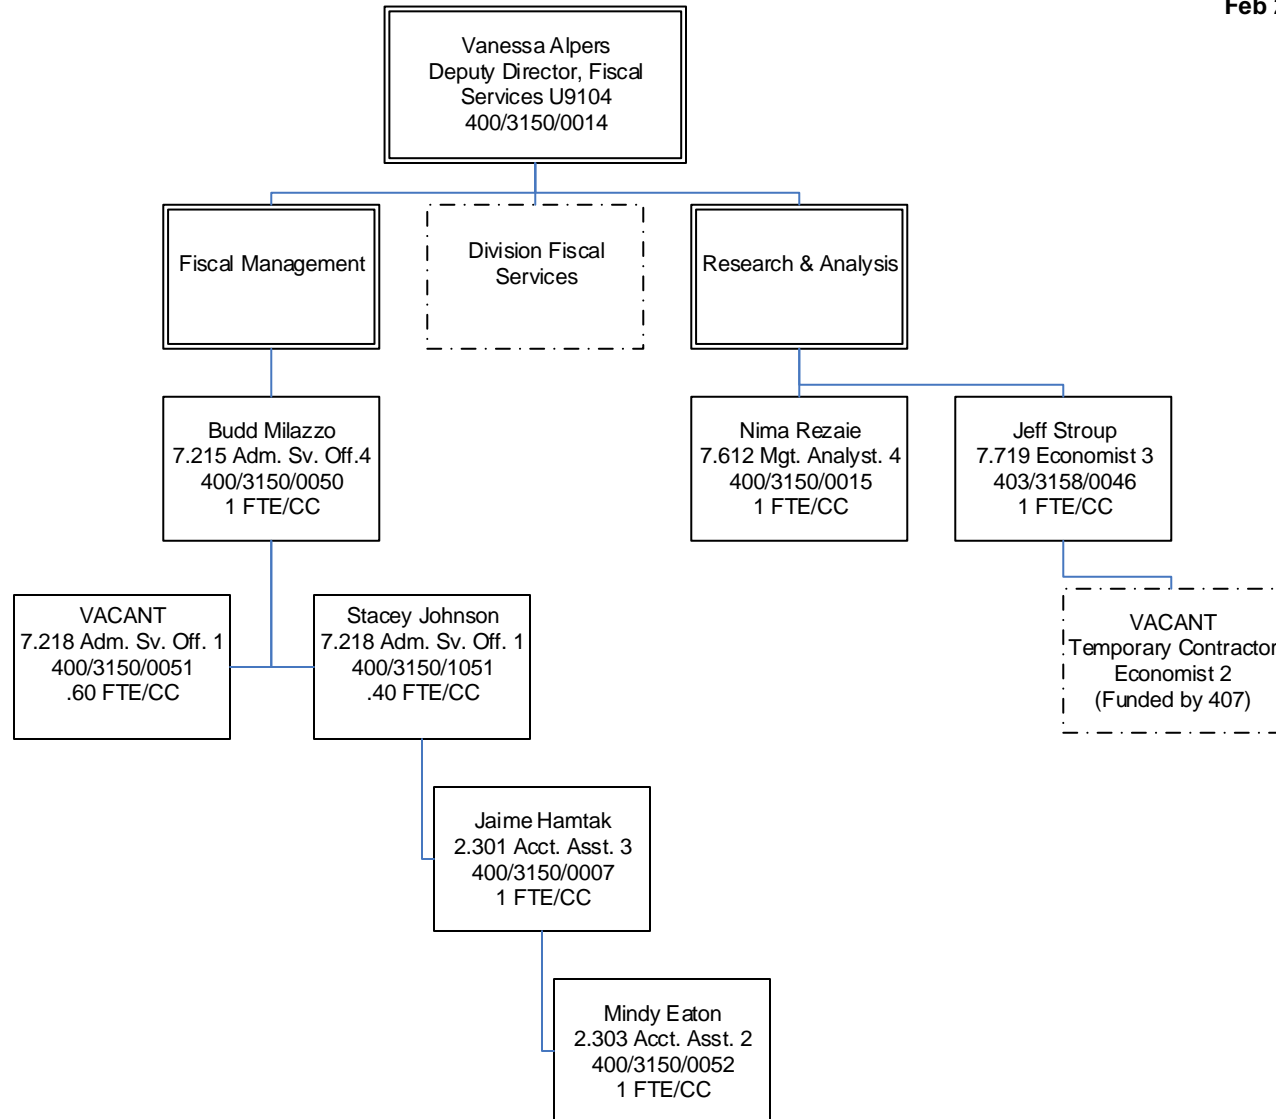 Feb
Vanessa Alpers
Deputy Director, Fiscal
Services U9104
400/3150/0014
Fiscal Management
Division Fiscal
Services
Research & Analysis
Budd Milazzo
7.215 Adm. Sv. Off.4
400/3150/0050
1 FTE/CC
Nima Rezaie
7.612 Mgt. Analyst. 4
400/3150/0015
1 FTE/CC
Jeff Stroup
7.719 Economist 3
403/3158/0046
1 FTE/CC
VACANT
7.218 Adm. Sv. Off. 1
400/3150/0051
.60 FTE/CC
Stacey Johnson
7.218 Adm. Sv. Off. 1
400/3150/1051
.40 FTE/CC
VACANT
Temporary Contractor
Economist 2
(Funded by 407)
Jaime Hamtak
2.301 Acct. Asst. 3
400/3150/0007
1 FTE/CC
Mindy Eaton
2.303 Acct. Asst. 2
400/3150/0052
1 FTE/CC